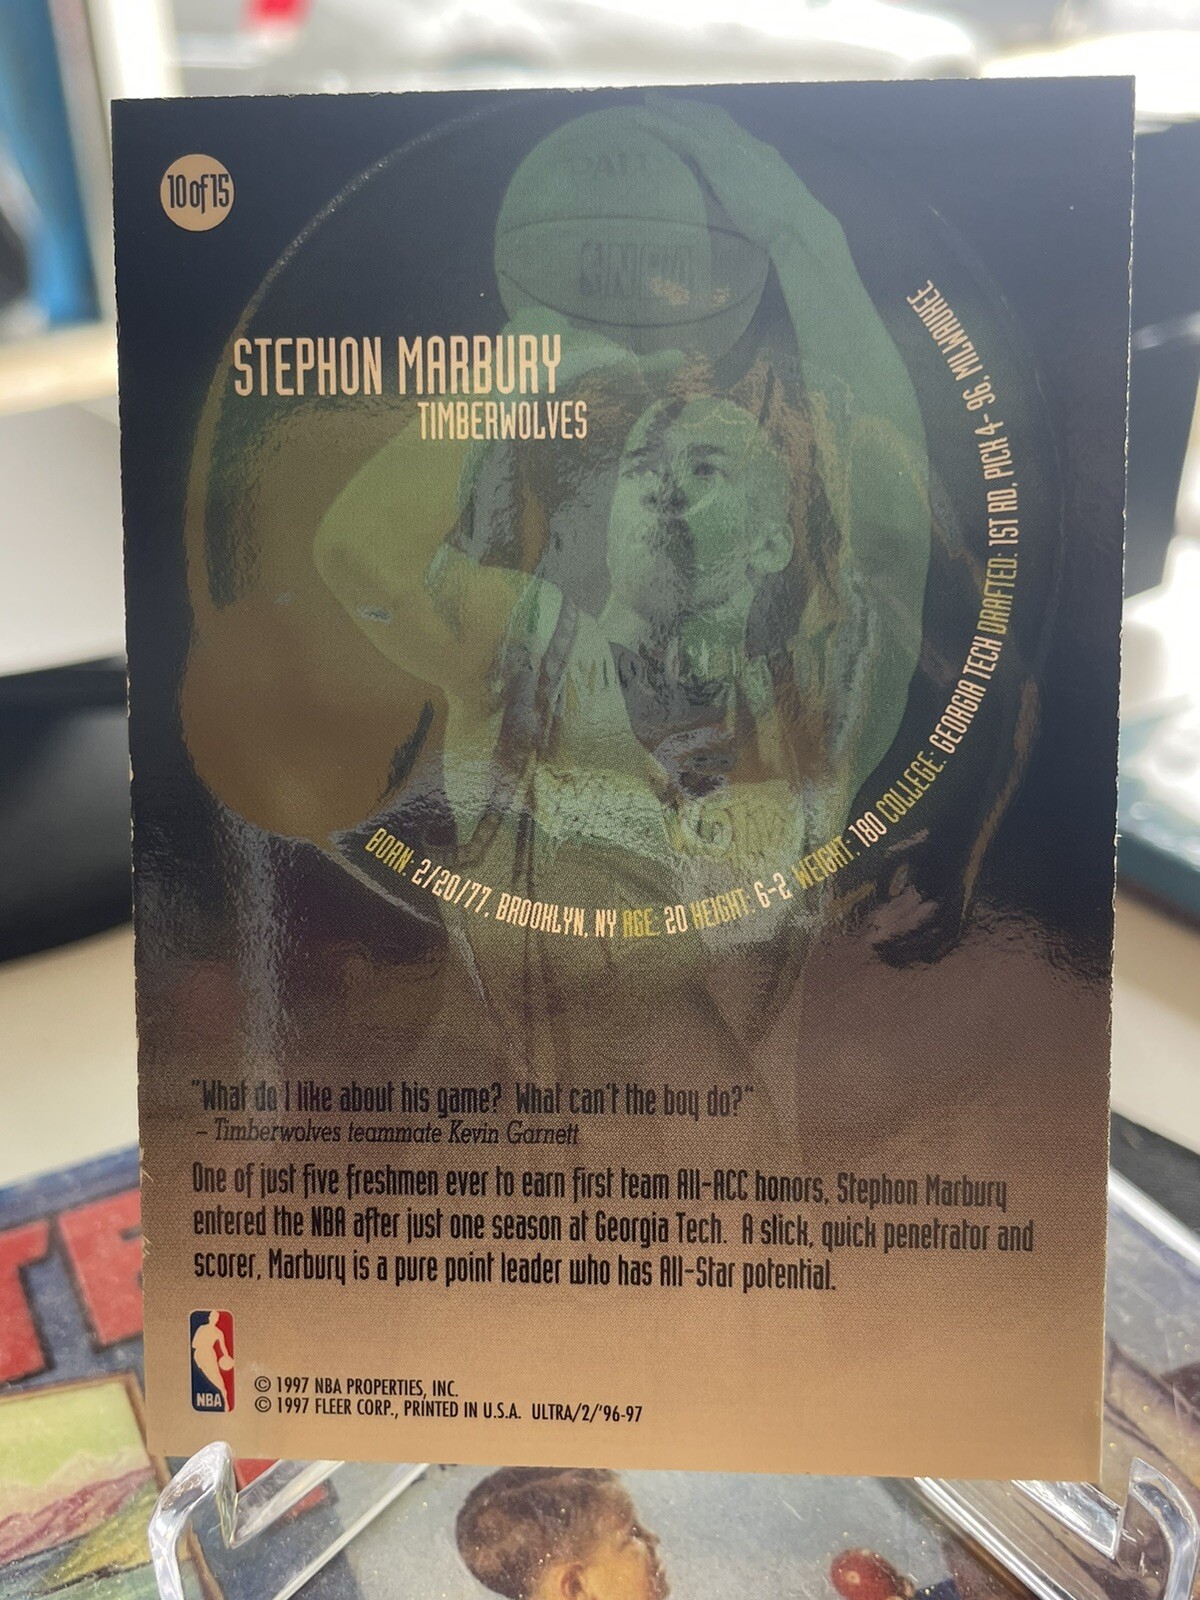 10 of 15
STEPHON MARBURY
TIMBERWOLVES
BORN: 2/20/77, BROOKLYN, NY AGE: 20 HEIGHT: 6-2 WEIGHT: 180 COLLEGE: GEORGIA TECH DRAFTED: 1ST RD, PICK 4- 96, MILWAUKEE
"What do I like about his game? What can't the boy do?"
– Timberwolves teammate Kevin Garnett
One of just five freshmen ever to earn first team All-ACC honors, Stephon Marbury
entered the NBA after just one season at Georgia Tech. A slick, quick penetrator and
scorer, Marbury is a pure point leader who has All-Star potential.
NBA
© 1997 NBA PROPERTIES, INC.
© 1997 FLEER CORP., PRINTED IN U.S.A. ULTRA/2/'96-97